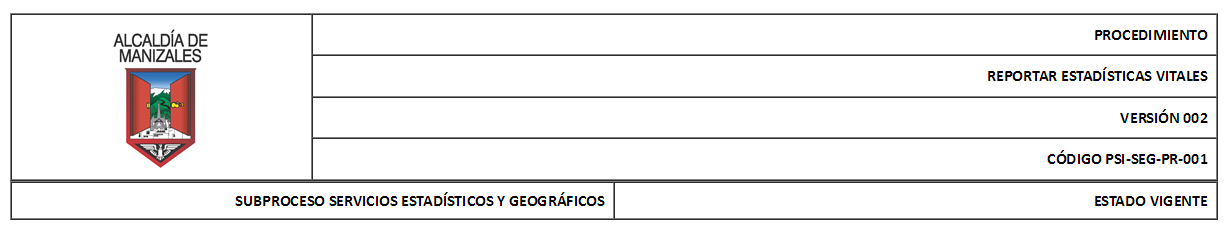 ALCALDÍA DE
MANIZALES
PROCEDIMIENTO
REPORTAR ESTADÍSTICAS VITALES
VERSIÓN 002
CÓDIGO PSI-SEG-PR-001
SUBPROCESO SERVICIOS ESTADÍSTICOS Y GEOGRÁFICOS
ESTADO VIGENTE